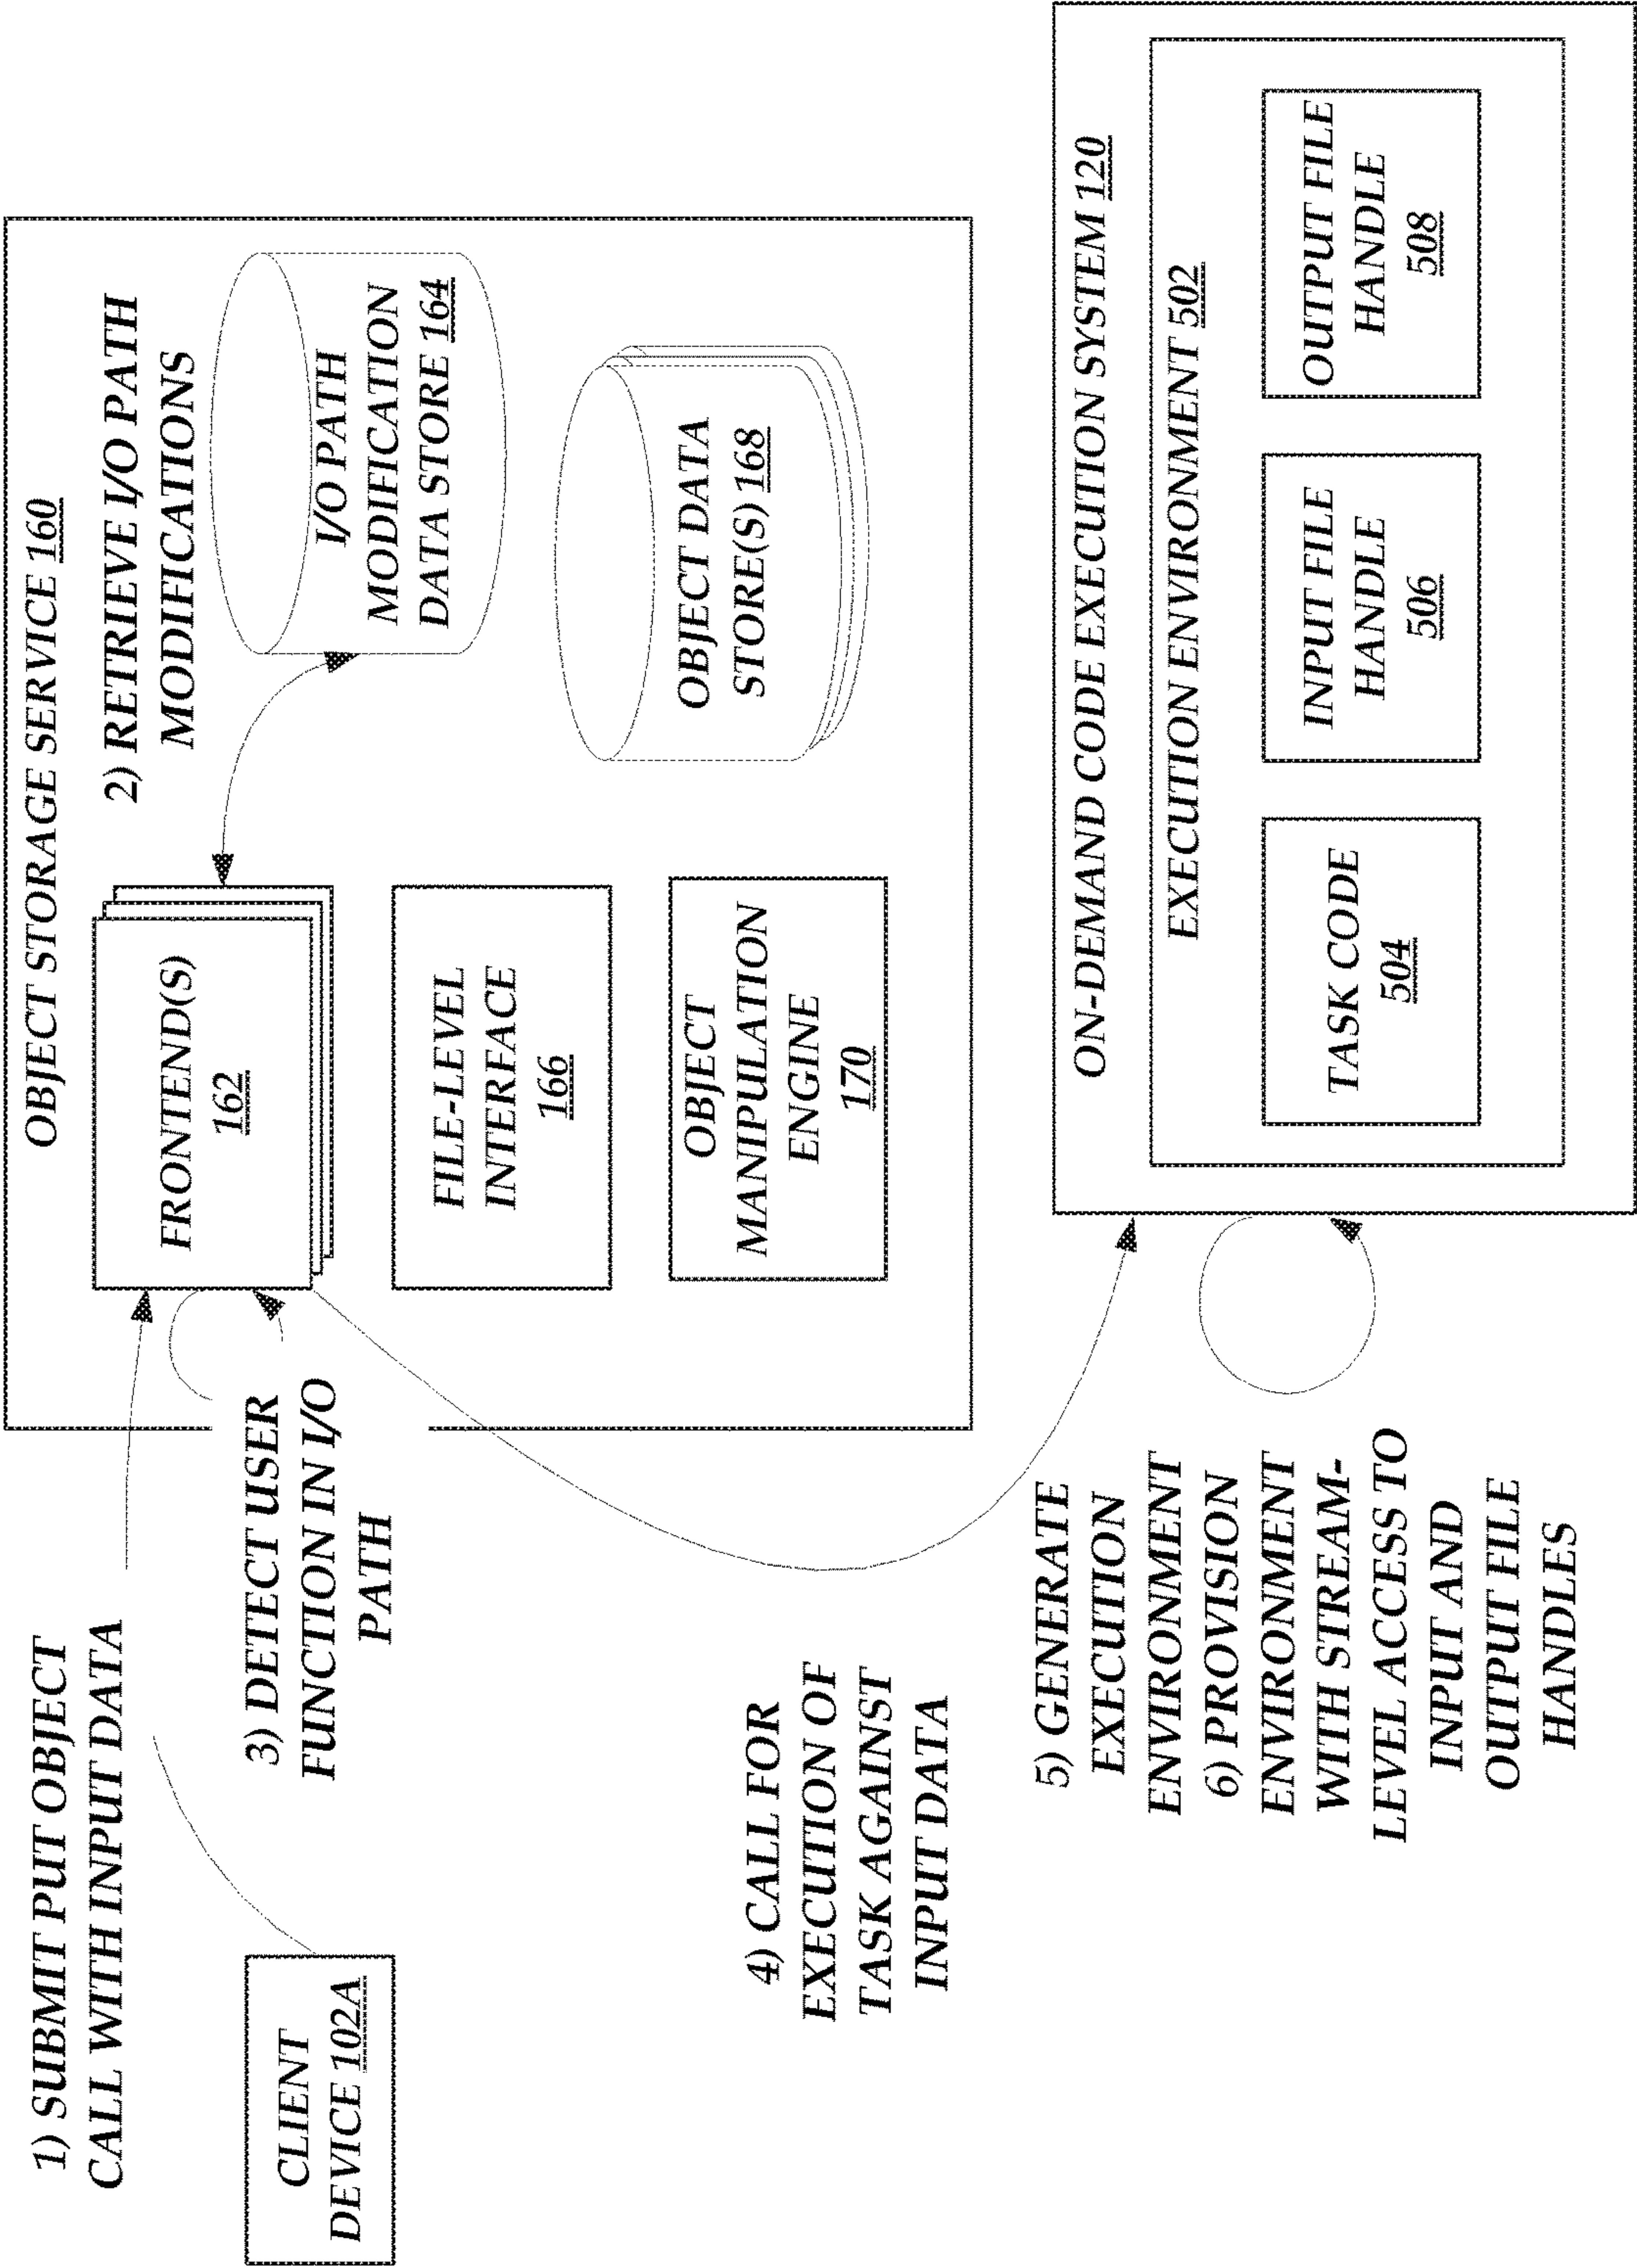 OBJECT STORAGE SERVICE 160
1) SUBMIT PUT OBJECT
CALL WITH INPUT DATA
FRONTEND(S)
162
2) RETRIEVE I/O PATH
MODIFICATIONS
I/O PATH
MODIFICATION
DATA STORE 164
CLIENT
DEVICE 102A
3) DETECT USER
FUNCTION IN I/O
PATH
FILE-LEVEL
INTERFACE
166
OBJECT DATA
STORE(S) 168
OBJECT
MANIPULATION
ENGINE
170
4) CALL FOR
EXECUTION OF
TASK AGAINST
INPUT DATA
ON-DEMAND CODE EXECUTION SYSTEM 120
5) GENERATE
EXECUTION
ENVIRONMENT
6) PROVISION
ENVIRONMENT
WITH STREAM-
LEVEL ACCESS TO
INPUT AND
OUTPUT FILE
HANDLES
EXECUTION ENVIRONMENT 502
TASK CODE
504
INPUT FILE
HANDLE
506
OUTPUT FILE
HANDLE
508